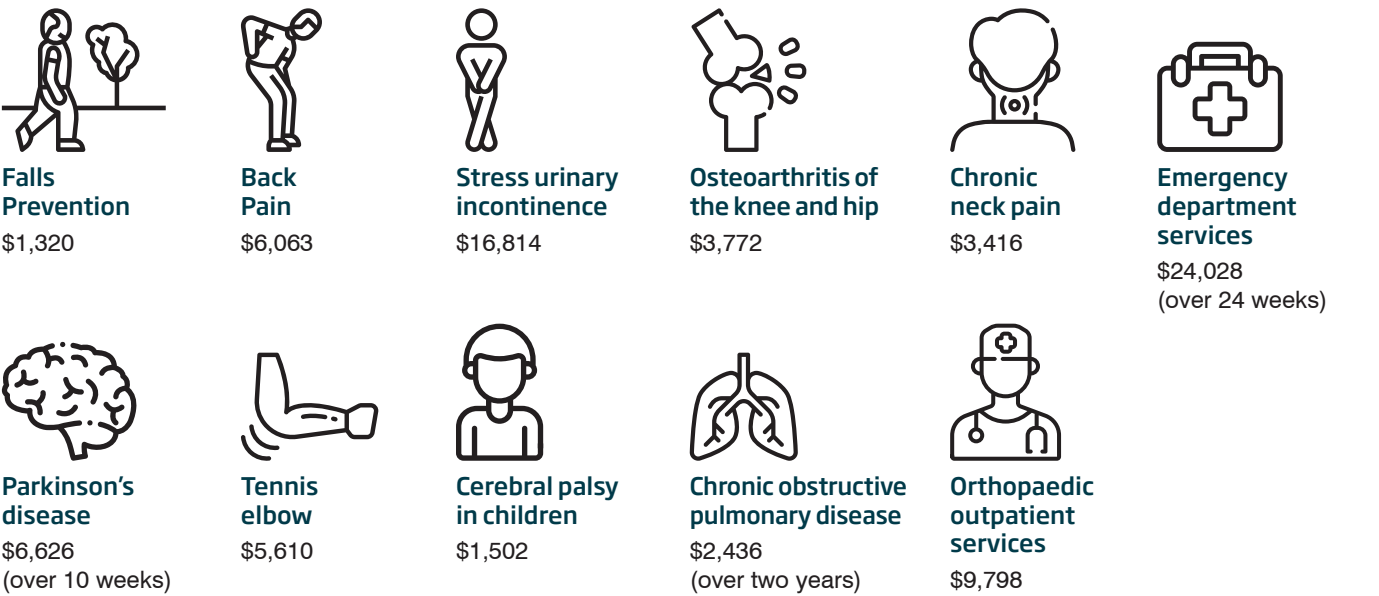 Falls
Prevention
$1,320
Back
Pain
$6,063
Stress urinary
incontinence
$16,814
Osteoarthritis of
the knee and hip
$3,772
Chronic
neck pain
$3,416
Emergency
department
services
$24,028
(over 24 weeks)
Parkinson’s
disease
$6,626
(over 10 weeks)
Tennis
elbow
$5,610
Cerebral palsy
in children
$1,502
Chronic obstructive
pulmonary disease
$2,436
(over two years)
Orthopaedic
outpatient
services
$9,798